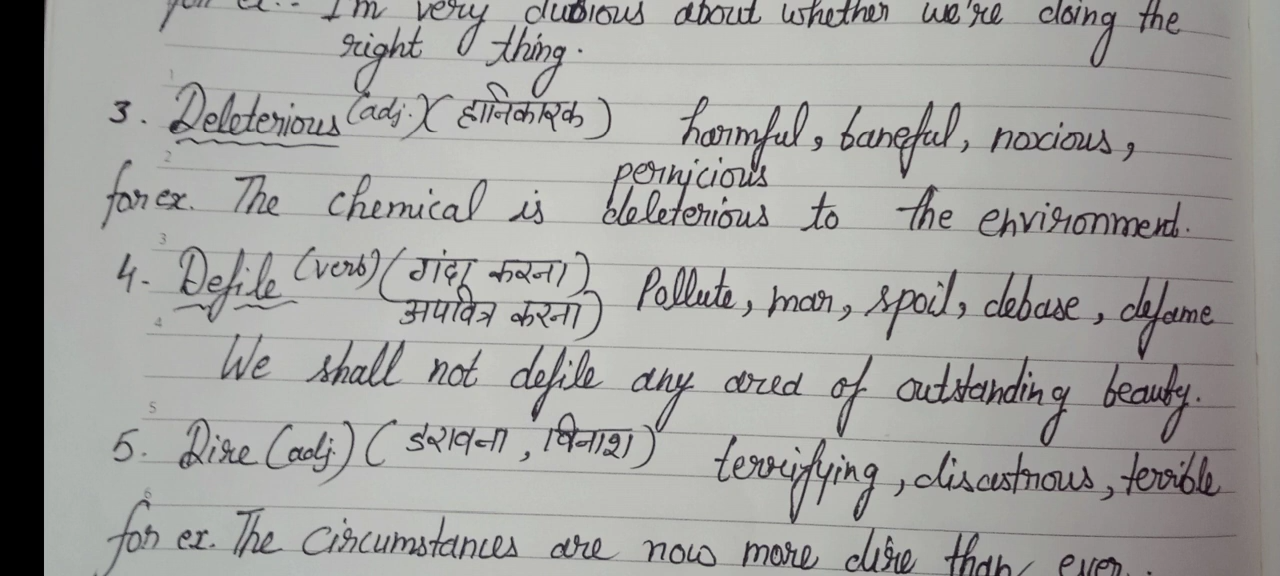 I'm very dubious about whether we're doing the
right thing.
3. Deleterious (adj.) (हानिकारक) harmful, baneful, noxious,
pernicious
for ex. The chemical is deleterious to the environment.
4. Defile (verb) (गंदा करना) Pollute, mar, spoil, debase, defame
अपवित्र करना)
We shall not defile any area of outstanding beauty.
5. Dire (adj.) (डरावना, विनाश) terrifying, disastrous, terrible
for ex. The circumstances are now more dire than ever.